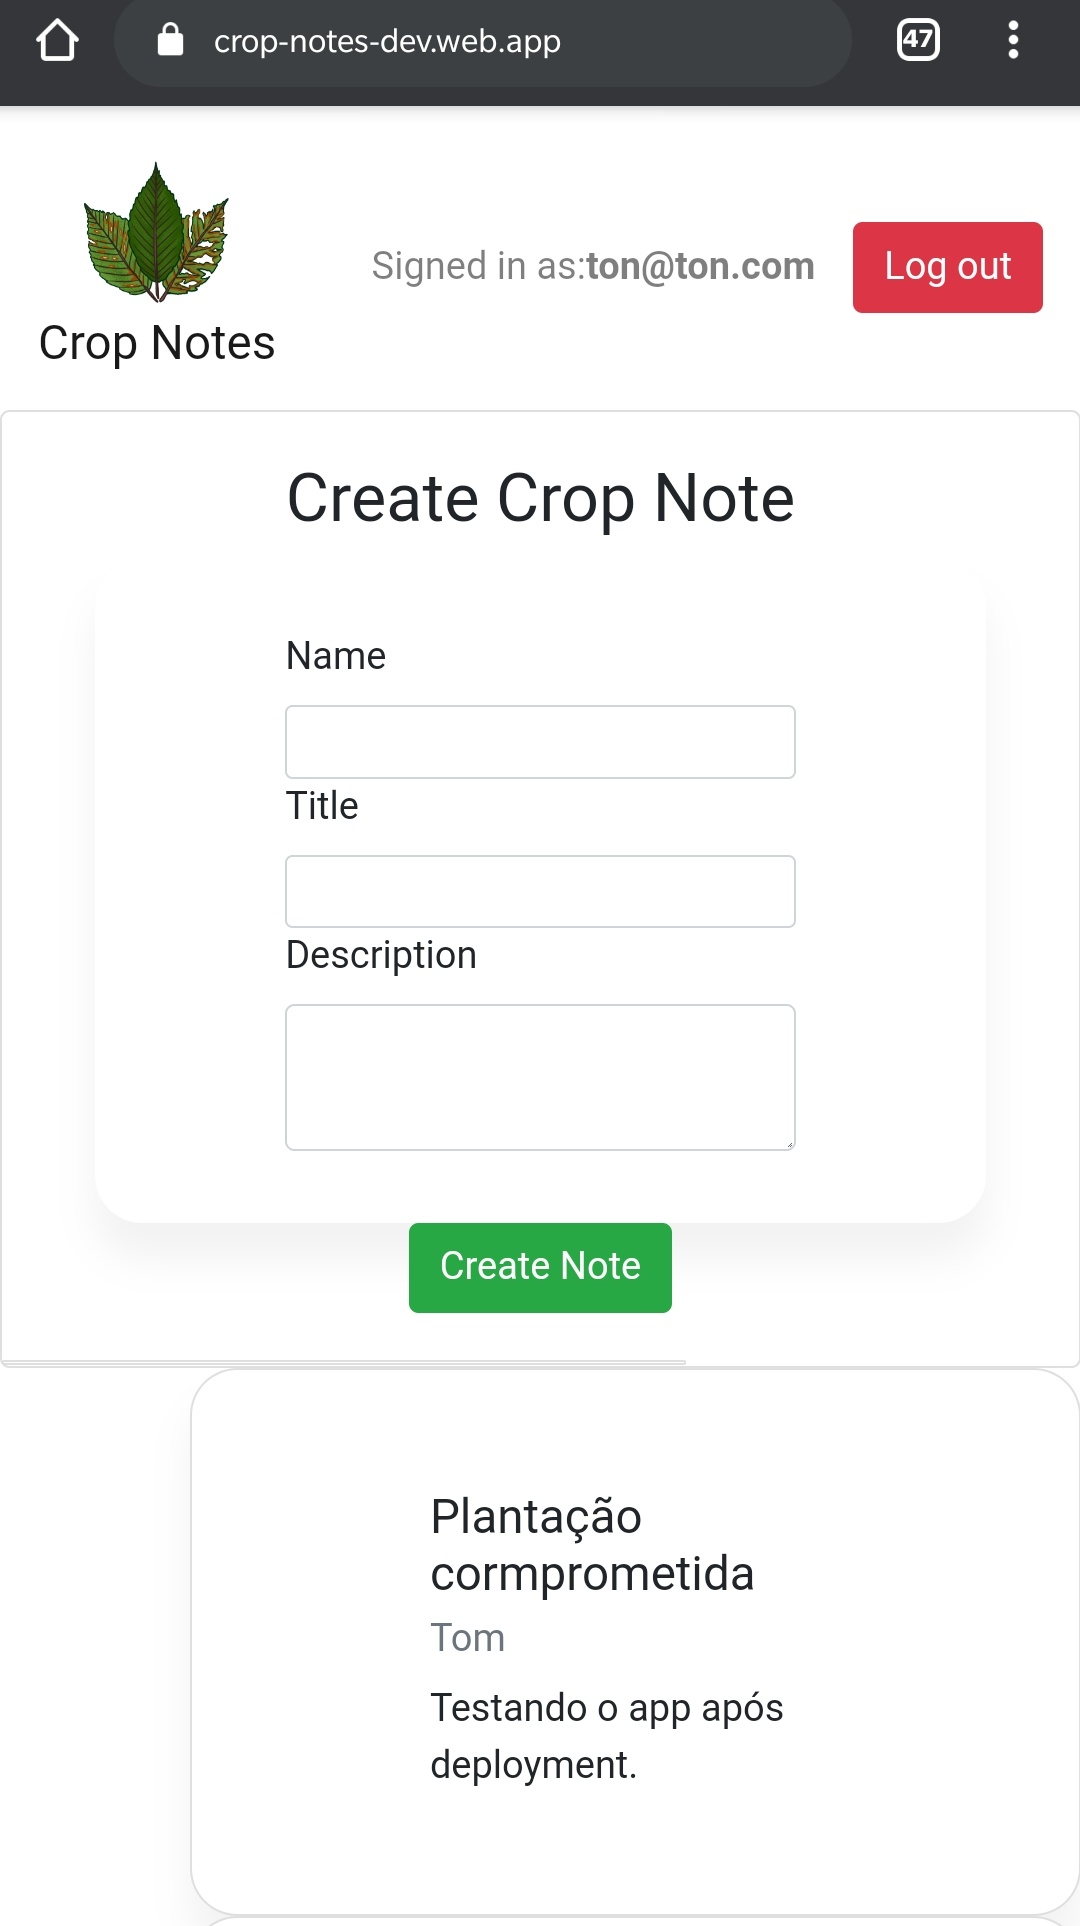 crop-notes-dev.web.app
47
Crop Notes
Signed in as:ton@ton.com
Log out
Create Crop Note
Name
Title
Description
Create Note
Plantação
cormprometida
Tom
Testando o app após
deployment.